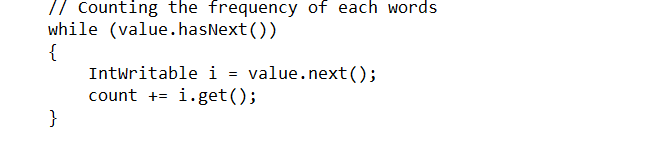 // Counting the frequency of each words
while (value.hasNext())
{
    IntWritable i = value.next();
    count += i.get();
}